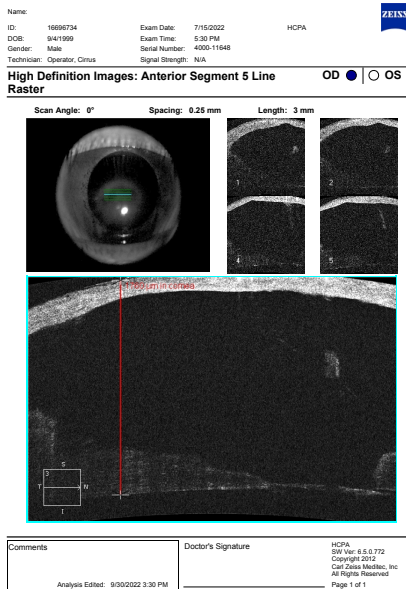 Name:
ZEISS
ID: 16696734 Exam Date: 7/15/2022 HCPA
DOB: 9/4/1999 Exam Time: 5:30 PM
Gender: Male Serial Number: 4000-11648
Technician: Operator, Cirrus Signal Strength: N/A
High Definition Images: Anterior Segment 5 Line
Raster
OD OS
Scan Angle: 0° Spacing: 0.25 mm Length: 3 mm
1 2
4 5
µm in cornea
S
3
T N
I
Comments Doctor's Signature
HCPA
SW Ver: 6.5.0.772
Copyright 2012
Carl Zeiss Meditec, Inc
All Rights Reserved
Analysis Edited: 9/30/2022 3:30 PM
Page 1 of 1